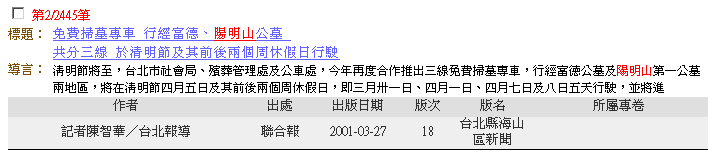 第2/2445筆
標題： 免費掃墓專車 行經富德、陽明山公墓
共分三線 於清明節及其前後兩個周休假日行駛
導言： 清明節將至，台北市社會局、殯葬管理處及公車處，今年再度合作推出三線免費掃墓專車，行經富德公墓及陽明山第一公墓
兩地區，將在清明節四月五日及其前後兩個周休假日，即三月卅一日、四月一日、四月七日及八日五天行駛，並將進
作者 出處 出版日期 版次 版名 所屬專卷
記者陳智華／台北報導 聯合報 2001-03-27 18 台北縣海山
區新聞